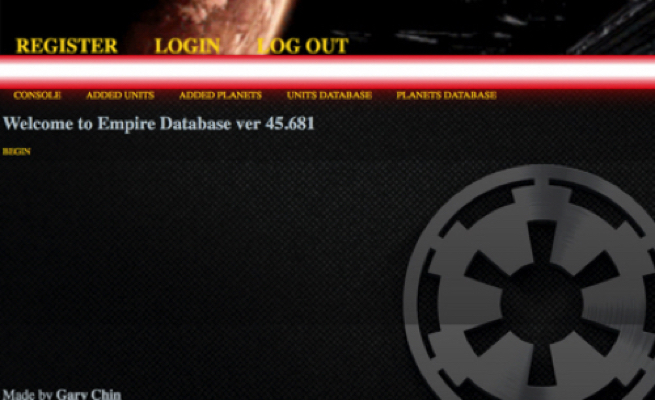 REGISTER LOGIN LOG OUT
CONSOLE ADDED UNITS ADDED PLANETS UNITS DATABASE PLANETS DATABASE
Welcome to Empire Database ver 45.681
BEGIN
Made by Gary Chin